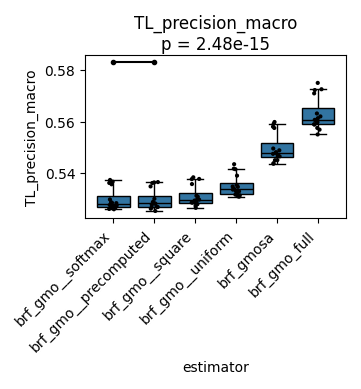 TL_precision_macro
p = 2.48e-15
TL_precision_macro
0.58
0.56
0.54
brf_gmo__softmax
brf_gmo__precomputed
brf_gmo__square
brf_gmo__uniform
brf_gmosa
brf_gmo_full
estimator